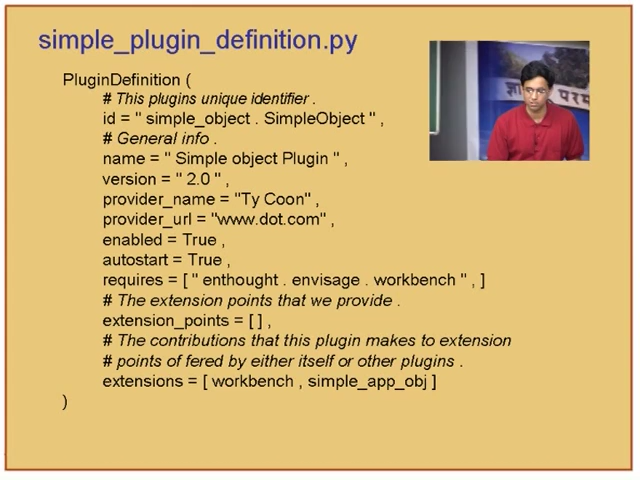 simple_plugin_definition.py
PluginDefinition (
# This plugins unique identifier .
id = " simple_object . SimpleObject " ,
# General info .
name = " Simple object Plugin " ,
version = " 2.0 " ,
provider_name = "Ty Coon" ,
provider_url = "www.dot.com" ,
enabled = True ,
autostart = True ,
requires = [ " enthought . envisage . workbench " , ]
# The extension points that we provide .
extension_points = [ ] ,
# The contributions that this plugin makes to extension
# points of fered by either itself or other plugins .
extensions = [ workbench , simple_app_obj ]
)